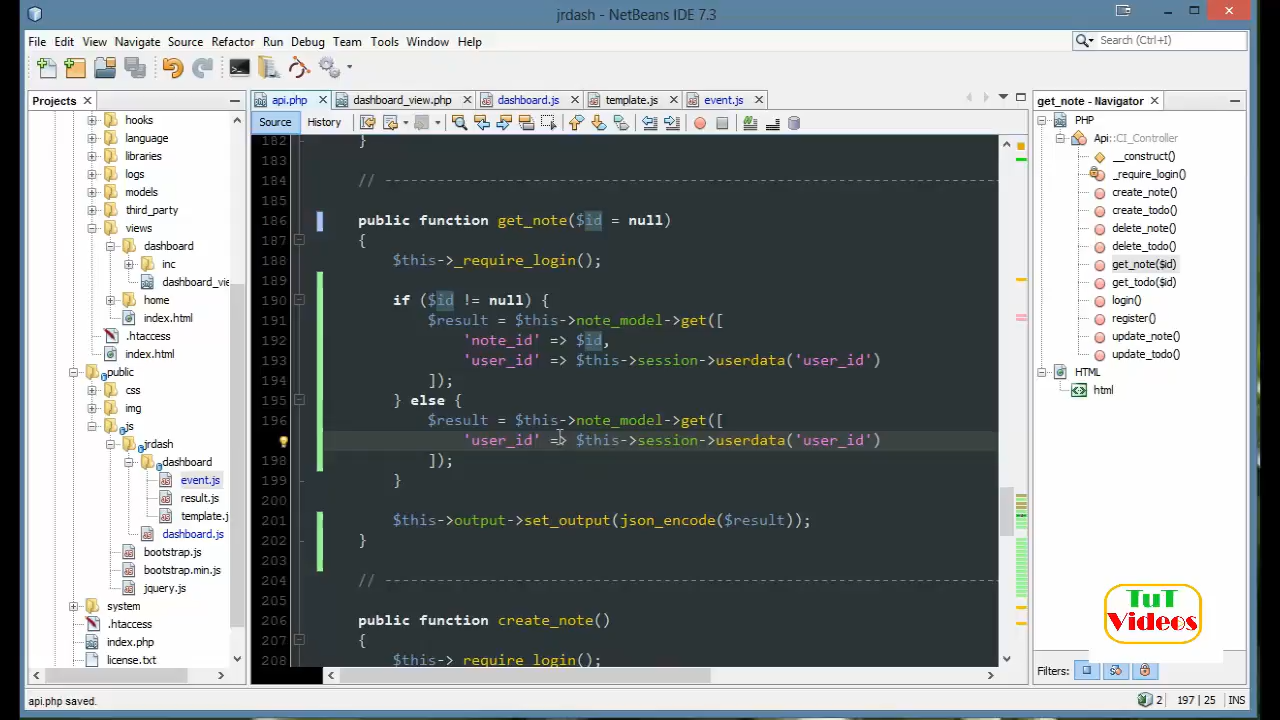 jrdash - NetBeans IDE 7.3
File Edit View Navigate Source Refactor Run Debug Team Tools Window Help
Search (Ctrl+I)
Projects
api.php dashboard_view.php dashboard.js template.js event.js
get_note - Navigator
Source History
hooks
language
libraries
logs
models
third_party
views
dashboard
inc
dashboard_vie
home
index.html
.htaccess
index.html
public
css
img
js
jrdash
dashboard
event.js
result.js
template.j
dashboard.js
bootstrap.js
bootstrap.min.js
jquery.js
system
.htaccess
index.php
license.txt
182 }
183
184 // ----------------------------------------------------------------------
185
186 public function get_note($id = null)
187 {
188 $this->_require_login();
189
190 if ($id != null) {
191 $result = $this->note_model->get([
192 'note_id' => $id,
193 'user_id' => $this->session->userdata('user_id')
194 ]);
195 } else {
196 $result = $this->note_model->get([
'user_id' => $this->session->userdata('user_id')
198 ]);
199 }
200
201 $this->output->set_output(json_encode($result));
202 }
203
204 // ----------------------------------------------------------------------
205
206 public function create_note()
207 {
208 $this->_require_login();
PHP
Api::CI_Controller
__construct()
_require_login()
create_note()
create_todo()
delete_note()
delete_todo()
get_note($id)
get_todo($id)
login()
register()
update_note()
update_todo()
HTML
html
TuT
Videos
Filters:
api.php saved.
2 197 | 25 INS